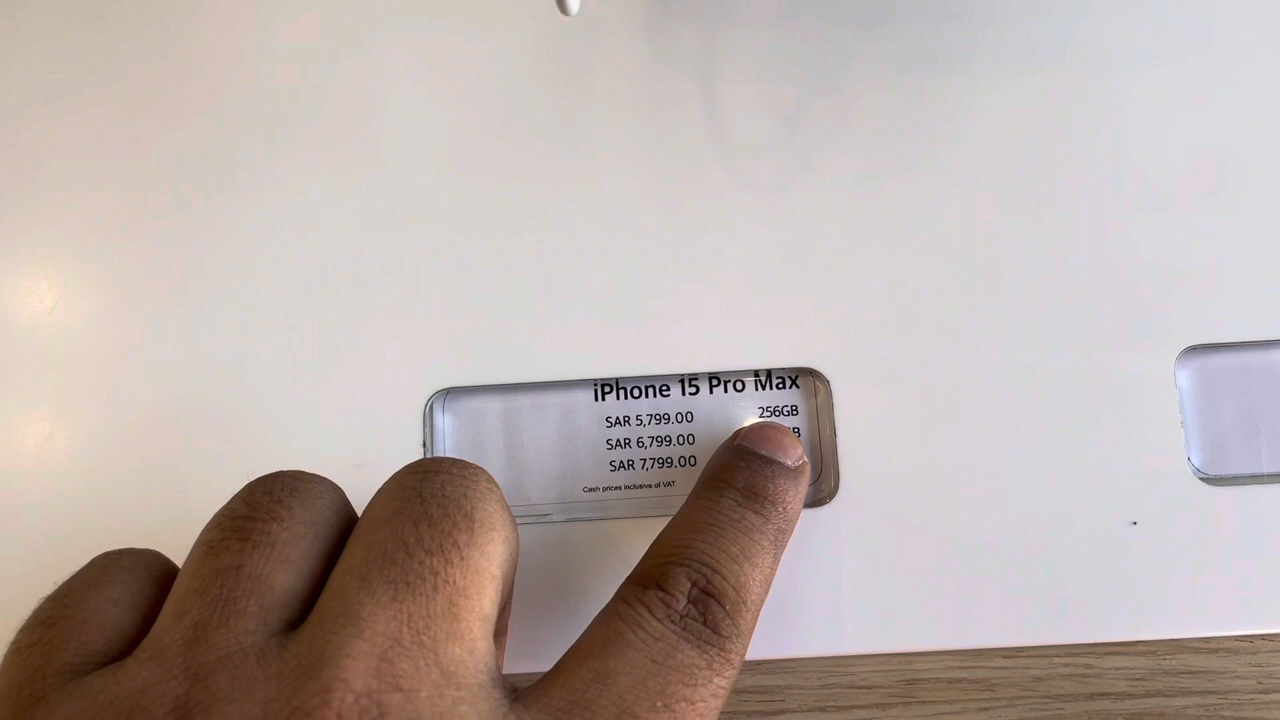 iPhone 15 Pro Max
SAR 5,799.00 256GB
SAR 6,799.00
SAR 7,799.00
Cash prices inclusive of VAT